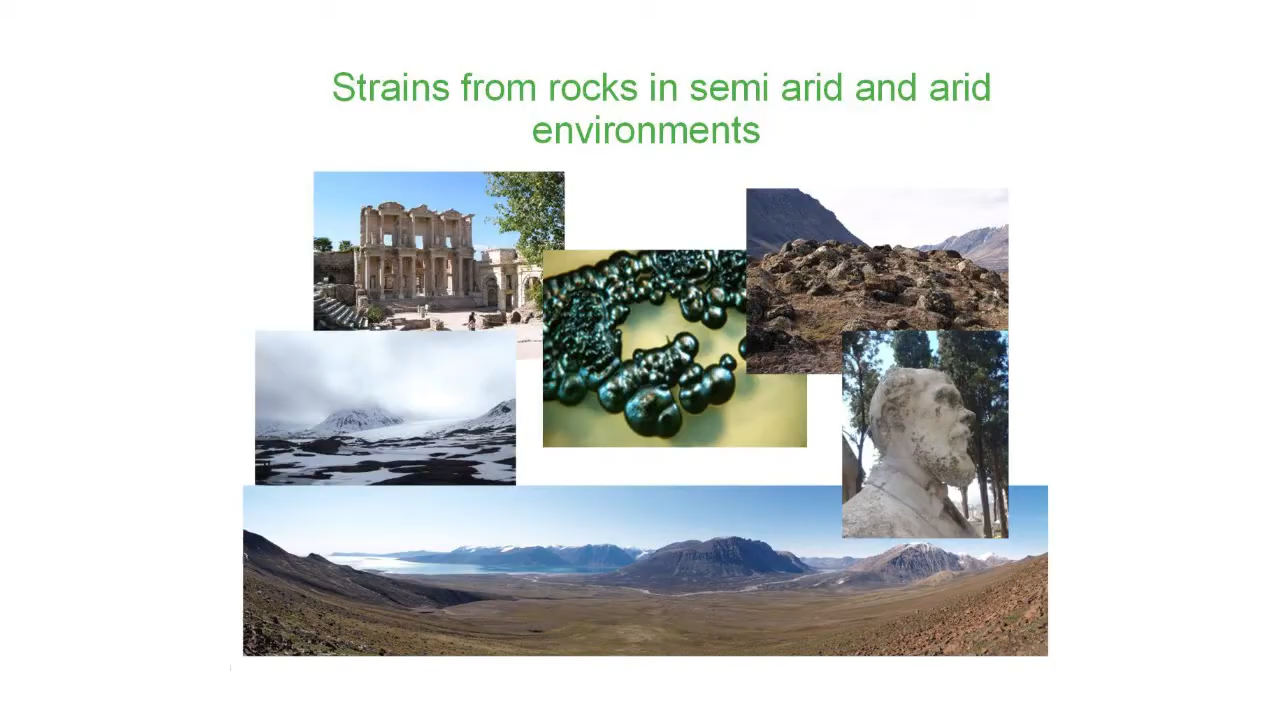 Strains from rocks in semi arid and arid
environments